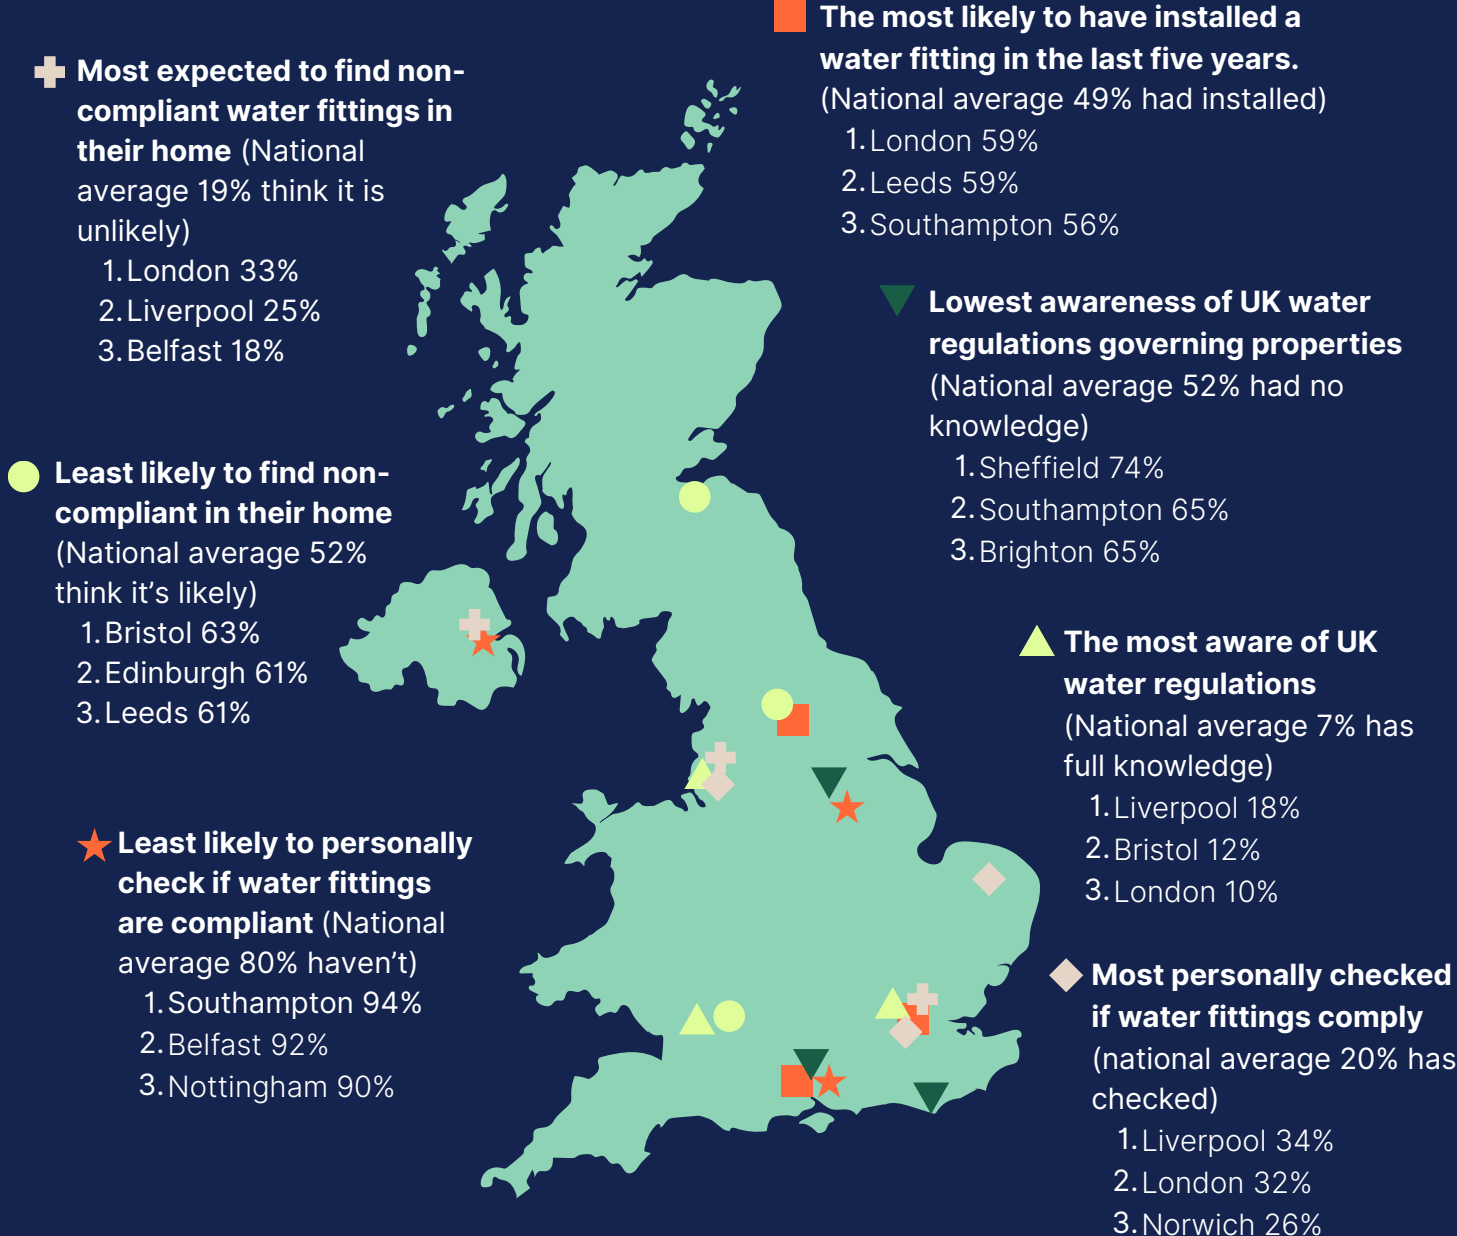 Most expected to find non-
compliant water fittings in
their home (National
average 19% think it is
unlikely)
1. London 33%
2. Liverpool 25%
3. Belfast 18%
Least likely to find non-
compliant in their home
(National average 52%
think it’s likely)
1. Bristol 63%
2. Edinburgh 61%
3. Leeds 61%
Least likely to personally
check if water fittings
are compliant (National
average 80% haven’t)
1. Southampton 94%
2. Belfast 92%
3. Nottingham 90%
The most likely to have installed a
water fitting in the last five years.
(National average 49% had installed)
1. London 59%
2. Leeds 59%
3. Southampton 56%
Lowest awareness of UK water
regulations governing properties
(National average 52% had no
knowledge)
1. Sheffield 74%
2. Southampton 65%
3. Brighton 65%
The most aware of UK
water regulations
(National average 7% has
full knowledge)
1. Liverpool 18%
2. Bristol 12%
3. London 10%
Most personally checked
if water fittings comply
(national average 20% has
checked)
1. Liverpool 34%
2. London 32%
3. Norwich 26%